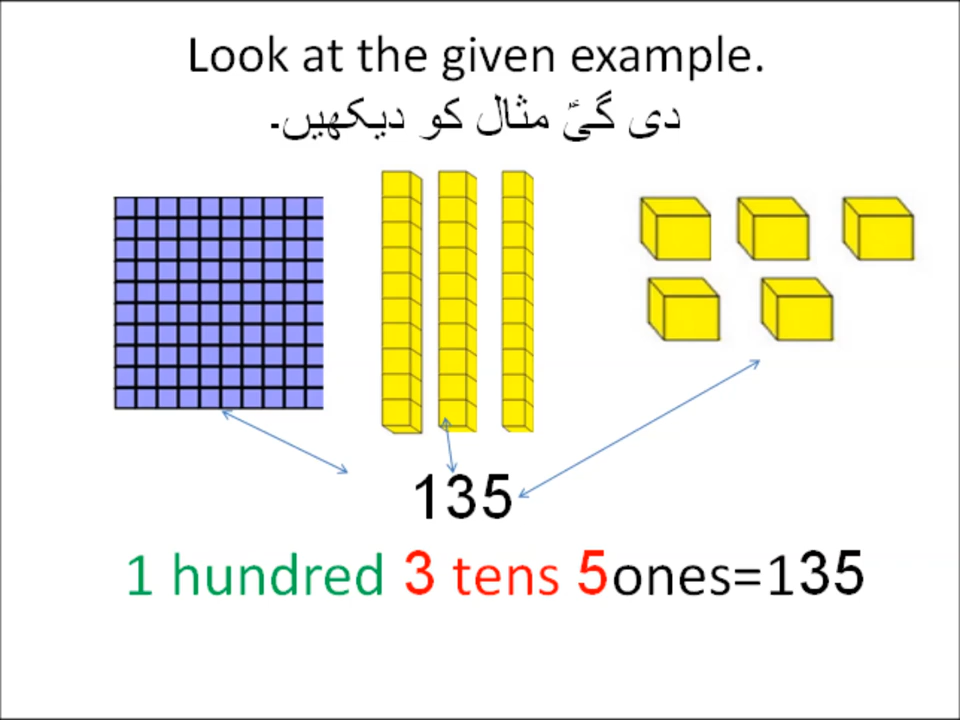 Look at the given example.
دی گئؑ مثال کو دیکھیں۔
135
1 hundred 3 tens 5ones=135